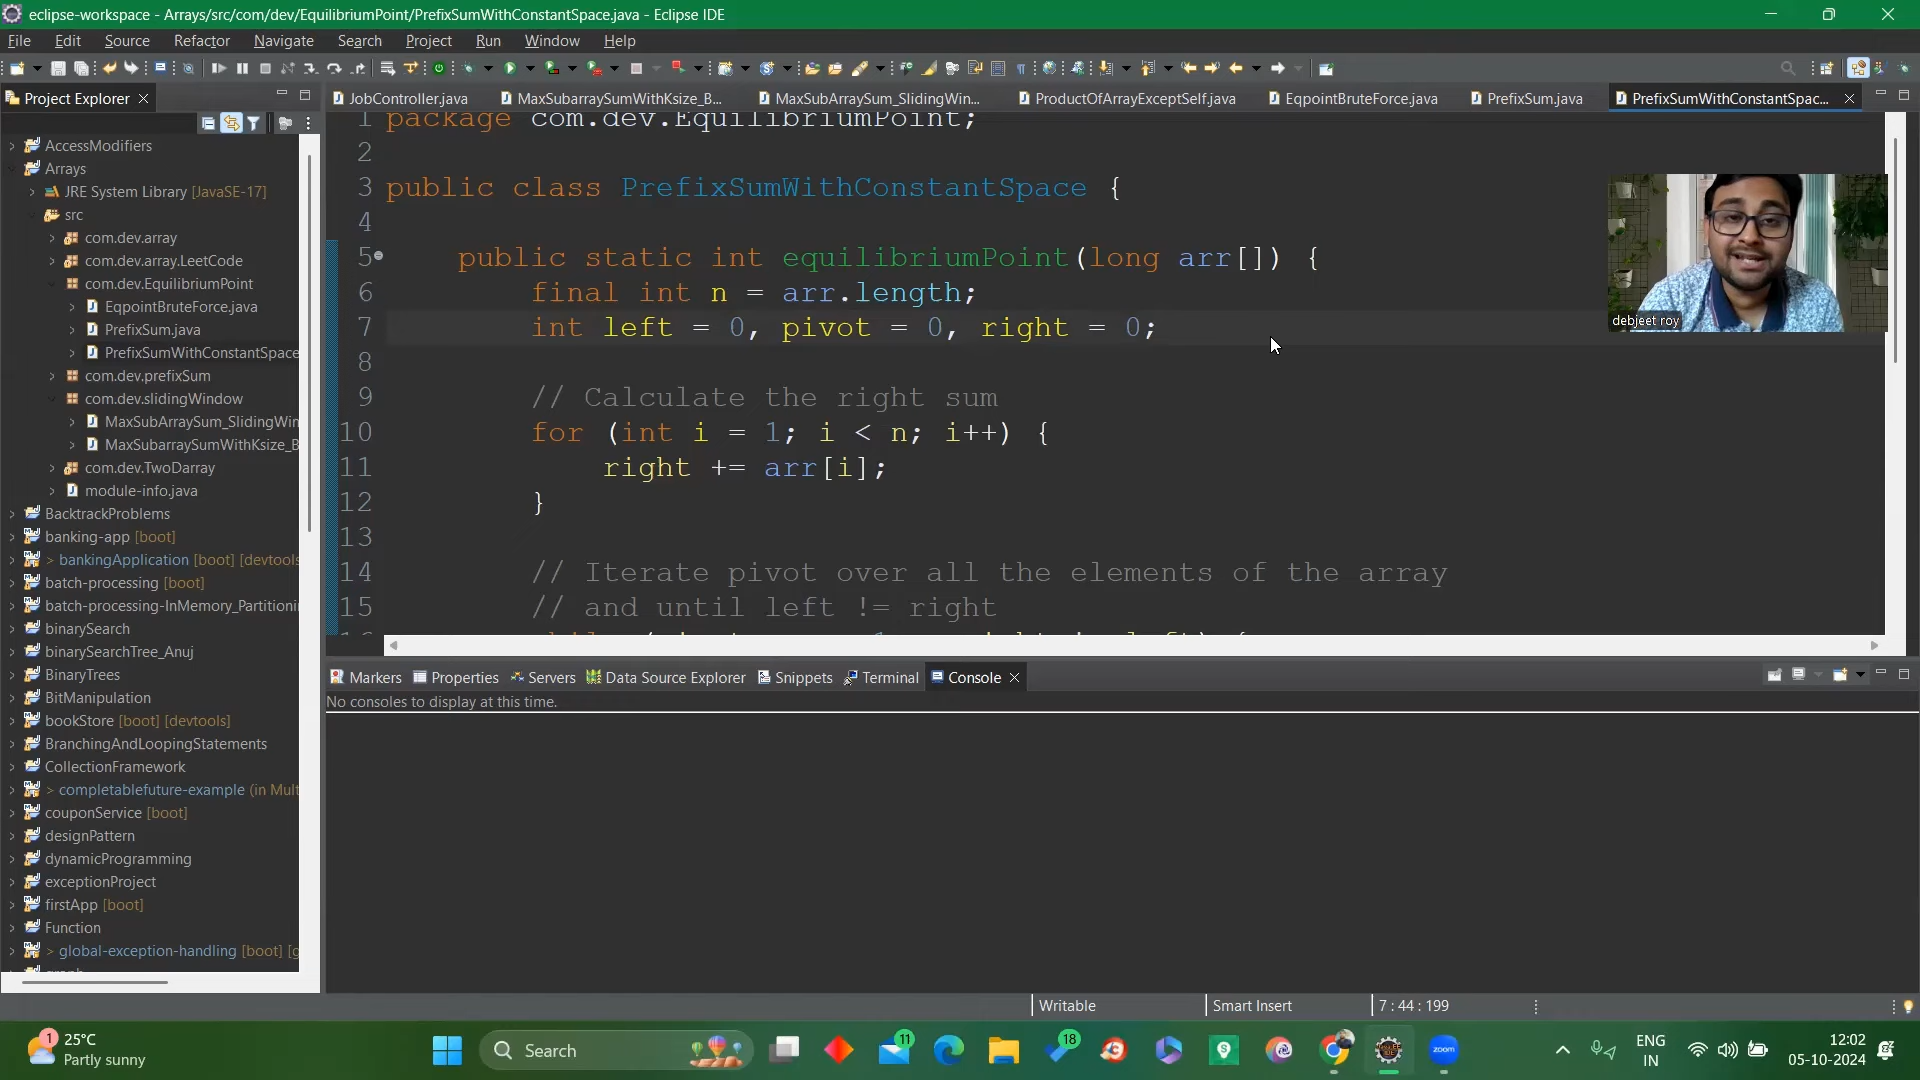 eclipse-workspace - Arrays/src/com/dev/EquilibriumPoint/PrefixSumWithConstantSpace.java - Eclipse IDE
File Edit Source Refactor Navigate Search Project Run Window Help
Project Explorer
JobController.java MaxSubarraySumWithKsize_B... MaxSubArraySum_SlidingWin... ProductOfArrayExceptSelf.java EqpointBruteForce.java PrefixSum.java PrefixSumWithConstantSpac...
AccessModifiers
Arrays
JRE System Library [JavaSE-17]
src
com.dev.array
com.dev.array.LeetCode
com.dev.EquilibriumPoint
EqpointBruteForce.java
PrefixSum.java
PrefixSumWithConstantSpace
com.dev.prefixSum
com.dev.slidingWindow
MaxSubArraySum_SlidingWin
MaxSubarraySumWithKsize_B
com.dev.TwoDarray
module-info.java
BacktrackProblems
banking-app [boot]
> bankingApplication [boot] [devtools
batch-processing [boot]
batch-processing-InMemory_Partitioni
binarySearch
binarySearchTree_Anuj
BinaryTrees
BitManipulation
bookStore [boot] [devtools]
BranchingAndLoopingStatements
CollectionFramework
> completablefuture-example (in Mult
couponService [boot]
designPattern
dynamicProgramming
exceptionProject
firstApp [boot]
Function
> global-exception-handling [boot] [g
1 package com.dev.EquilibriumPoint;
2
3 public class PrefixSumWithConstantSpace {
4
5 public static int equilibriumPoint(long arr[]) {
6 final int n = arr.length;
7 int left = 0, pivot = 0, right = 0;
8
9 // Calculate the right sum
10 for (int i = 1; i < n; i++) {
11 right += arr[i];
12 }
13
14 // Iterate pivot over all the elements of the array
15 // and until left != right
debjeet roy
Markers Properties Servers Data Source Explorer Snippets Terminal Console
No consoles to display at this time.
Writable Smart Insert 7 : 44 : 199
1 25°C
Partly sunny
Search
11
18
zoom
ENG
IN
12:02
05-10-2024